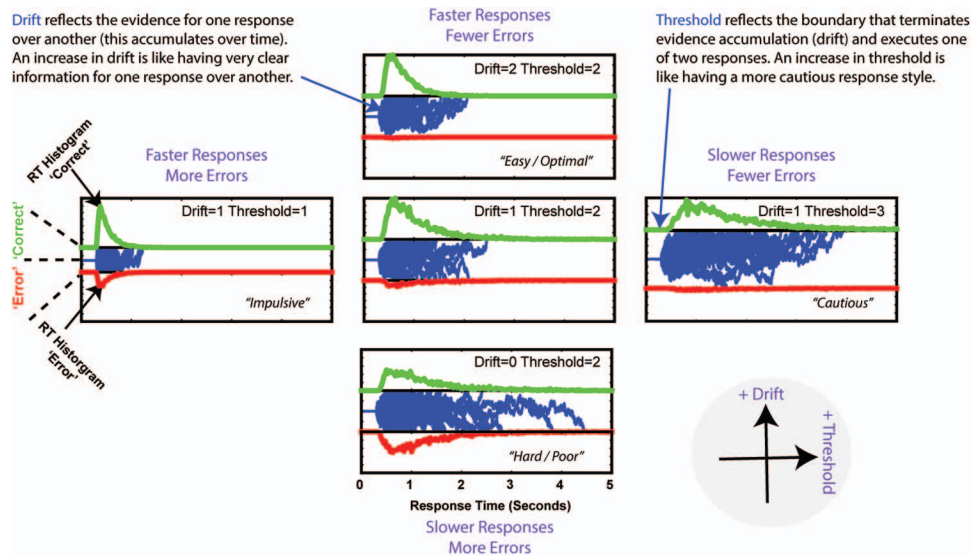 Drift reflects the evidence for one response
over another (this accumulates over time).
An increase in drift is like having very clear
information for one response over another.
Faster Responses
Fewer Errors
Threshold reflects the boundary that terminates
evidence accumulation (drift) and executes one
of two responses. An increase in threshold is
like having a more cautious response style.
Drift=2 Threshold=2
"Easy / Optimal"
RT Histogram
'Correct'
Faster Responses
More Errors
Slower Responses
Fewer Errors
Drift=1 Threshold=1
"Impulsive"
Drift=1 Threshold=2
Drift=1 Threshold=3
"Cautious"
'Correct'
'Error'
RT Historgram
'Error'
Drift=0 Threshold=2
"Hard / Poor"
0 1 2 3 4 5
Response Time (Seconds)
Slower Responses
More Errors
+ Drift
+ Threshold